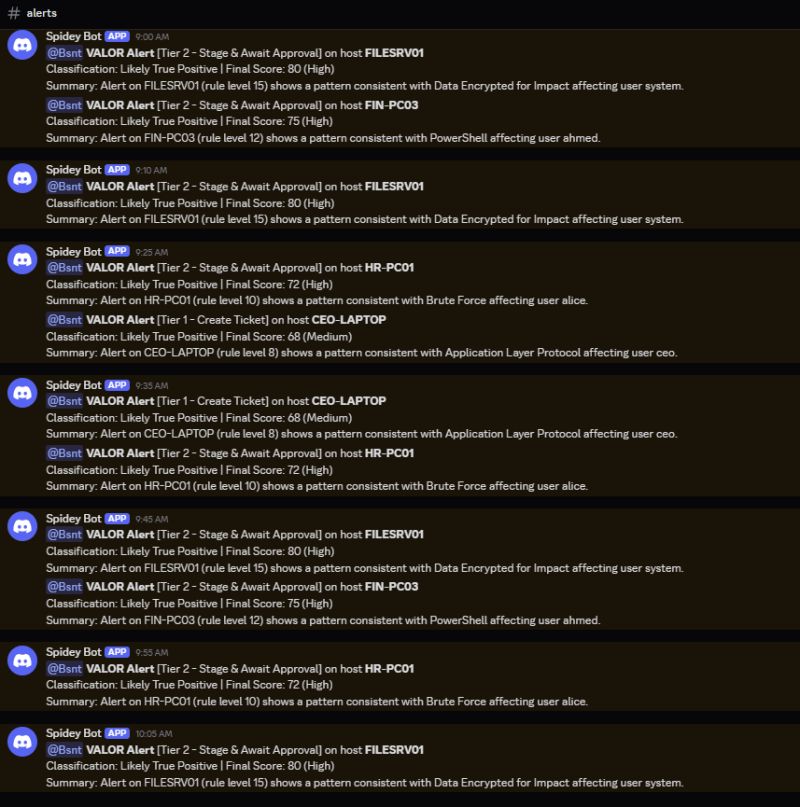 # alerts
Spidey Bot APP 9:00 AM
@Bsnt VALOR Alert [Tier 2 - Stage & Await Approval] on host FILESRV01
Classification: Likely True Positive | Final Score: 80 (High)
Summary: Alert on FILESRV01 (rule level 15) shows a pattern consistent with Data Encrypted for Impact affecting user system.
@Bsnt VALOR Alert [Tier 2 - Stage & Await Approval] on host FIN-PC03
Classification: Likely True Positive | Final Score: 75 (High)
Summary: Alert on FIN-PC03 (rule level 12) shows a pattern consistent with PowerShell affecting user ahmed.
Spidey Bot APP 9:10 AM
@Bsnt VALOR Alert [Tier 2 - Stage & Await Approval] on host FILESRV01
Classification: Likely True Positive | Final Score: 80 (High)
Summary: Alert on FILESRV01 (rule level 15) shows a pattern consistent with Data Encrypted for Impact affecting user system.
Spidey Bot APP 9:25 AM
@Bsnt VALOR Alert [Tier 2 - Stage & Await Approval] on host HR-PC01
Classification: Likely True Positive | Final Score: 72 (High)
Summary: Alert on HR-PC01 (rule level 10) shows a pattern consistent with Brute Force affecting user alice.
@Bsnt VALOR Alert [Tier 1 - Create Ticket] on host CEO-LAPTOP
Classification: Likely True Positive | Final Score: 68 (Medium)
Summary: Alert on CEO-LAPTOP (rule level 8) shows a pattern consistent with Application Layer Protocol affecting user ceo.
Spidey Bot APP 9:35 AM
@Bsnt VALOR Alert [Tier 1 - Create Ticket] on host CEO-LAPTOP
Classification: Likely True Positive | Final Score: 68 (Medium)
Summary: Alert on CEO-LAPTOP (rule level 8) shows a pattern consistent with Application Layer Protocol affecting user ceo.
@Bsnt VALOR Alert [Tier 2 - Stage & Await Approval] on host HR-PC01
Classification: Likely True Positive | Final Score: 72 (High)
Summary: Alert on HR-PC01 (rule level 10) shows a pattern consistent with Brute Force affecting user alice.
Spidey Bot APP 9:45 AM
@Bsnt VALOR Alert [Tier 2 - Stage & Await Approval] on host FILESRV01
Classification: Likely True Positive | Final Score: 80 (High)
Summary: Alert on FILESRV01 (rule level 15) shows a pattern consistent with Data Encrypted for Impact affecting user system.
@Bsnt VALOR Alert [Tier 2 - Stage & Await Approval] on host FIN-PC03
Classification: Likely True Positive | Final Score: 75 (High)
Summary: Alert on FIN-PC03 (rule level 12) shows a pattern consistent with PowerShell affecting user ahmed.
Spidey Bot APP 9:55 AM
@Bsnt VALOR Alert [Tier 2 - Stage & Await Approval] on host HR-PC01
Classification: Likely True Positive | Final Score: 72 (High)
Summary: Alert on HR-PC01 (rule level 10) shows a pattern consistent with Brute Force affecting user alice.
Spidey Bot APP 10:05 AM
@Bsnt VALOR Alert [Tier 2 - Stage & Await Approval] on host FILESRV01
Classification: Likely True Positive | Final Score: 80 (High)
Summary: Alert on FILESRV01 (rule level 15) shows a pattern consistent with Data Encrypted for Impact affecting user system.